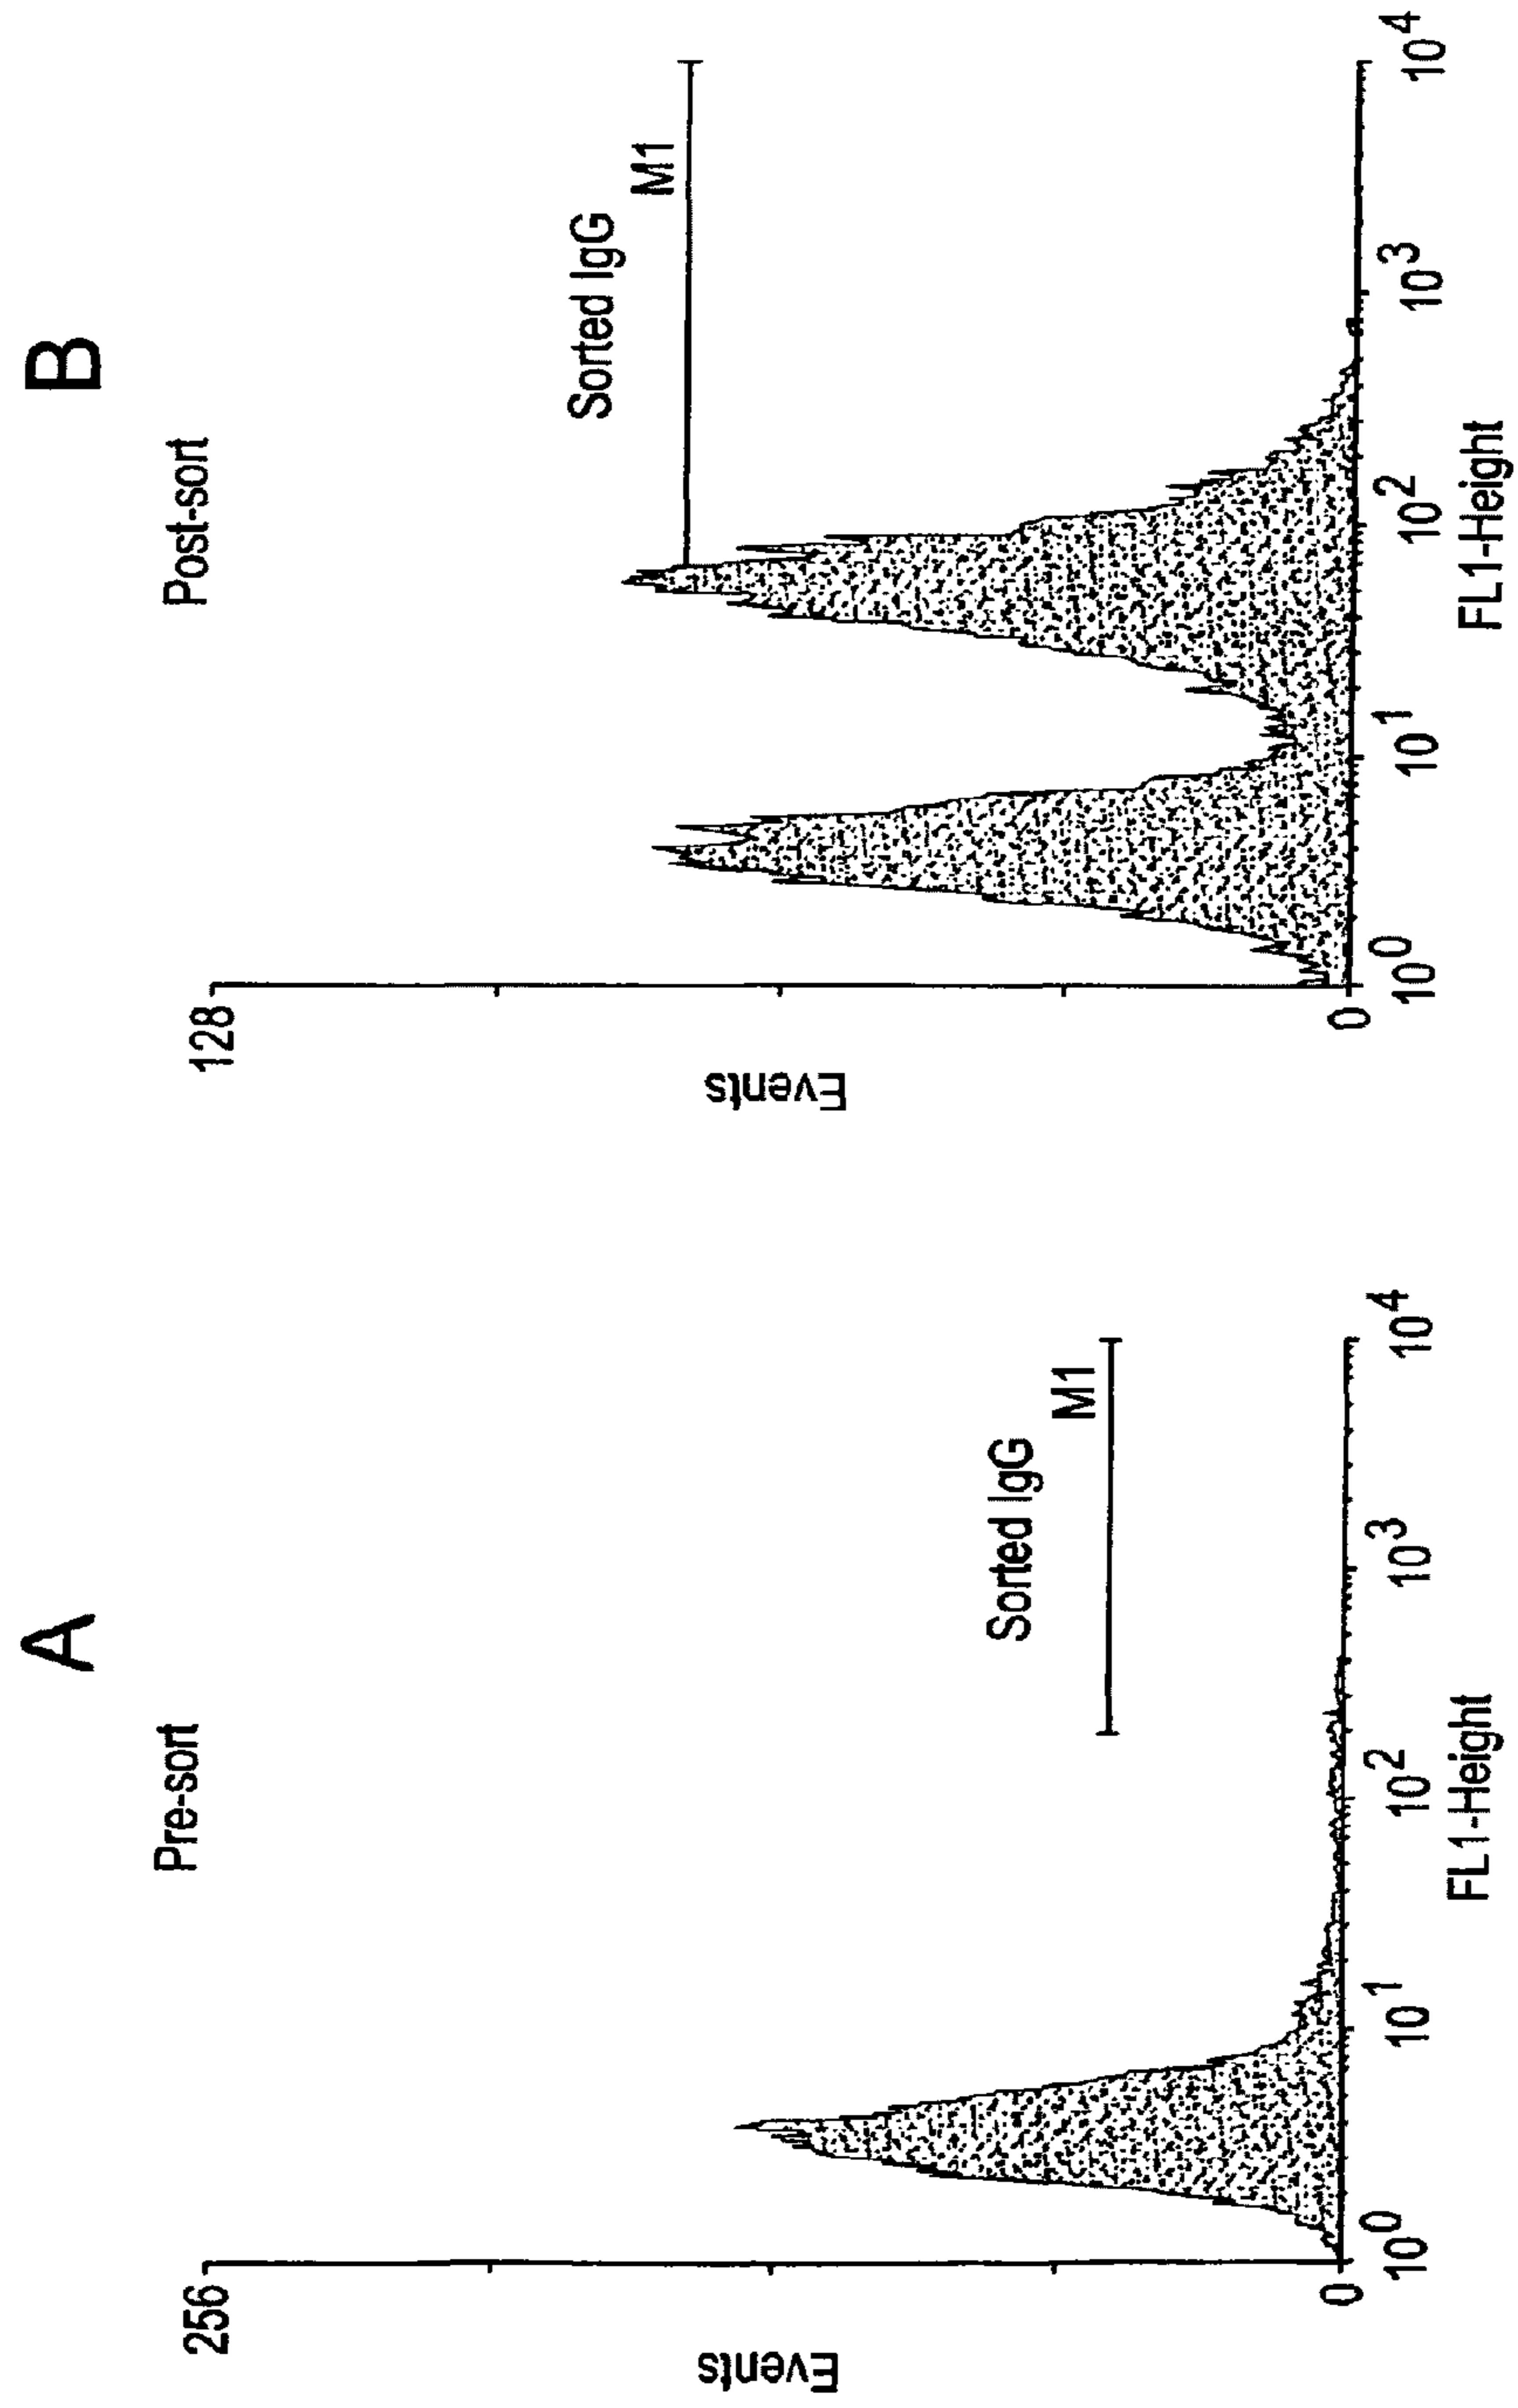 A
Pre-sort
256
Events
Sorted IgG
M1
0
10^0
10^1
10^2
10^3
10^4
FL1-Height
B
Post-sort
128
Events
Sorted IgG
M1
0
10^0
10^1
10^2
10^3
10^4
FL1-Height